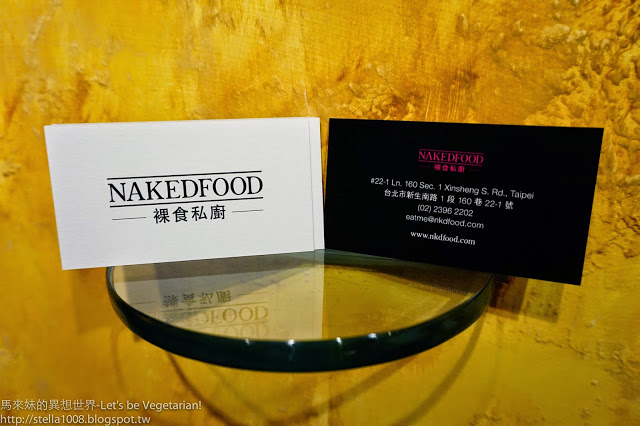 NAKEDFOOD
裸食私廚
NAKEDFOOD
裸食私廚
#22-1 Ln. 160 Sec. 1 Xinsheng S. Rd., Taipei
台北市新生南路 1 段 160 巷 22-1 號
(02) 2396 2202
eatme@nkdfood.com
www.nkdfood.com
馬來妹的異想世界-Let's be Vegetarian!
http://stella1008.blogspot.tw